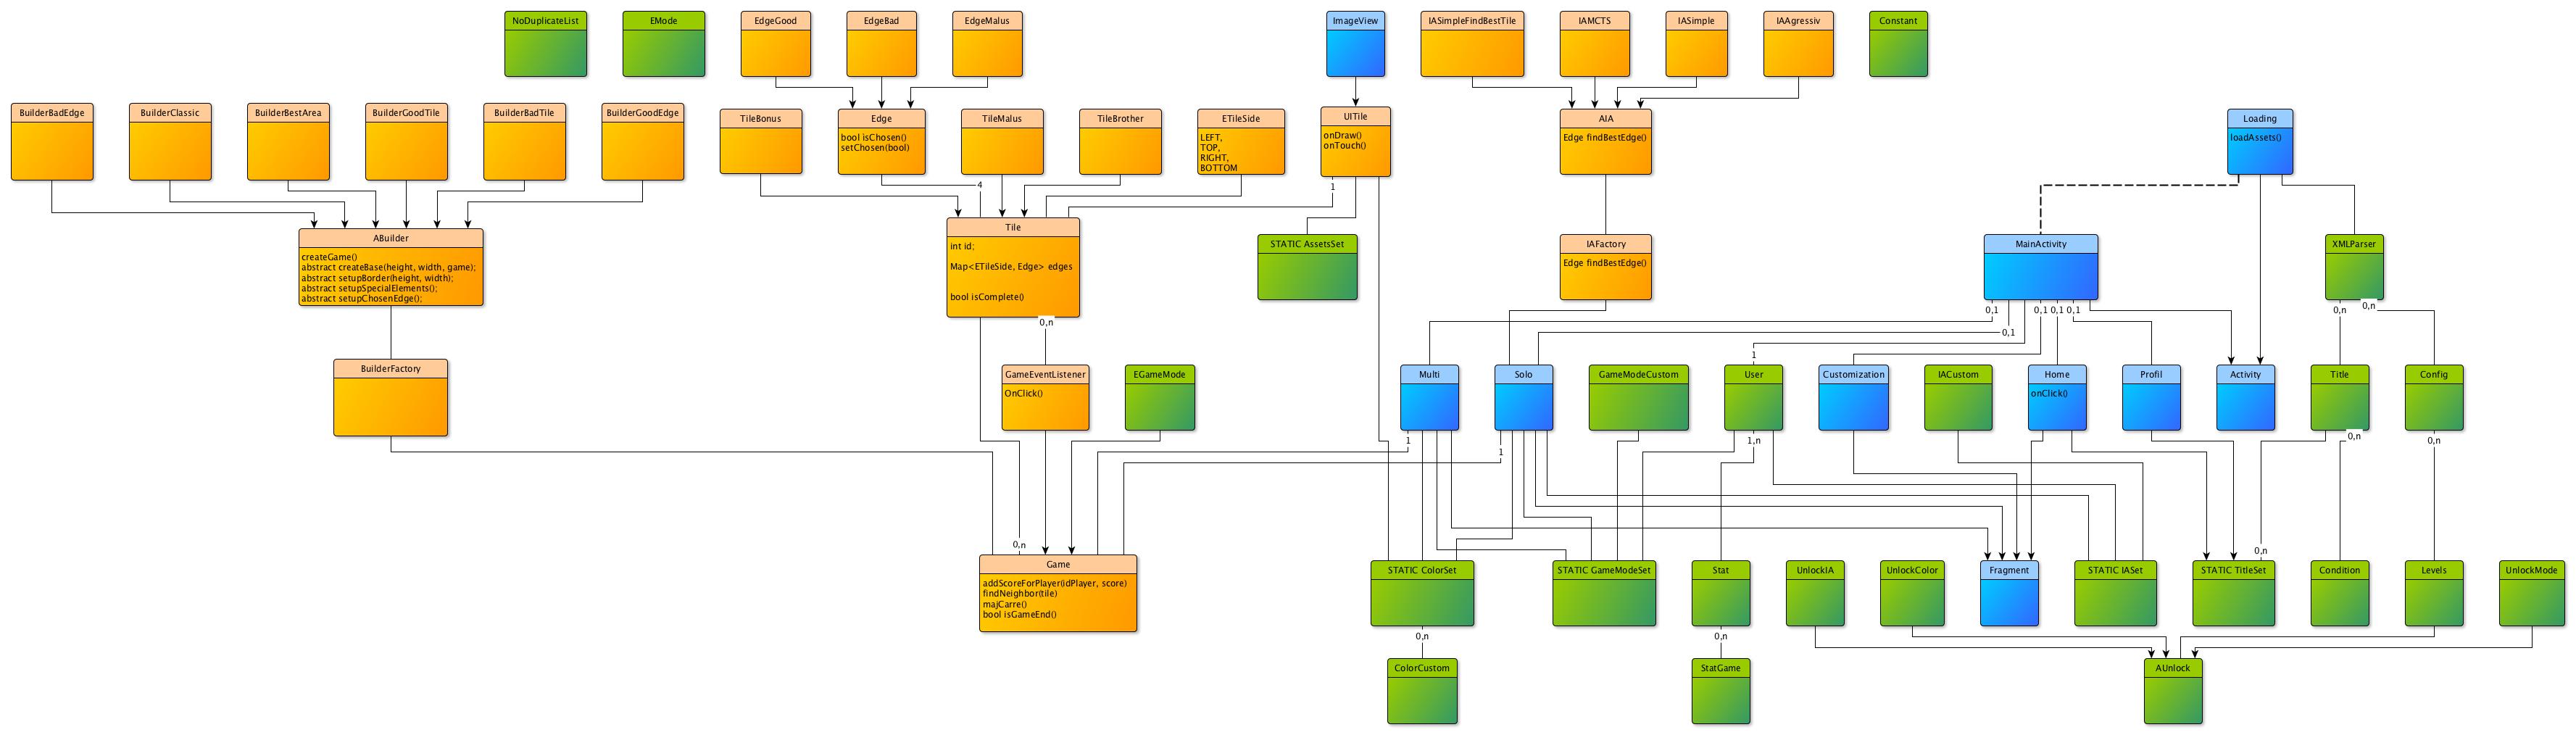 NoDuplicateList
EMode
EdgeGood
EdgeBad
EdgeMalus
ImageView
IASimpleFindBestTile
IAMCTS
IASimple
IAAgressiv
Constant
BuilderBadEdge
BuilderClassic
BuilderBestArea
BuilderGoodTile
BuilderBadTile
BuilderGoodEdge
TileBonus
Edge
bool isChosen()
setChosen(bool)
TileMalus
TileBrother
ETileSide
LEFT,
TOP,
RIGHT,
BOTTOM
UITile
onDraw()
onTouch()
AIA
Edge findBestEdge()
Loading
loadAssets()
4
1
ABuilder
createGame()
abstract createBase(height, width, game);
abstract setupBorder(height, width);
abstract setupSpecialElements();
abstract setupChosenEdge();
Tile
int id;
Map<ETileSide, Edge> edges
bool isComplete()
STATIC AssetsSet
IAFactory
Edge findBestEdge()
MainActivity
XMLParser
0,n
0,1
0,1
0,1
0,1
0,1
0,n
0,n
1
BuilderFactory
GameEventListener
OnClick()
EGameMode
Multi
Solo
GameModeCustom
User
Customization
IACustom
Home
onClick()
Profil
Activity
Title
Config
1
1
1,n
0,n
0,n
0,n
0,n
Game
addScoreForPlayer(idPlayer, score)
findNeighbor(tile)
majCarre()
bool isGameEnd()
STATIC ColorSet
STATIC GameModeSet
Stat
UnlockIA
UnlockColor
Fragment
STATIC IASet
STATIC TitleSet
Condition
Levels
UnlockMode
0,n
0,n
ColorCustom
StatGame
AUnlock